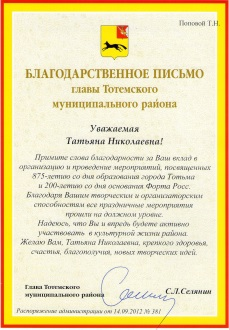 Поповой Т.Н.
БЛАГОДАРСТВЕННОЕ ПИСЬМО
главы Тотемского
муниципального района
Уважаемая
Татьяна Николаевна!
Примите слова благодарности за Ваш вклад в
организацию и проведение мероприятий, посвященных
875-летию со дня образования города Тотьма
и 200-летию со дня основания Форта Росс.
Благодаря Вашим творческим и организаторским
способностям все праздничные мероприятия
прошли на должном уровне.
Надеюсь, что Вы и впредь будете активно
участвовать в культурной жизни района.
Желаю Вам, Татьяна Николаевна, крепкого здоровья,
счастья, благополучия, новых творческих идей.
Глава Тотемского
муниципального района
С.Л.Селянин
Распоряжение администрации от 14.09.2012 № 381